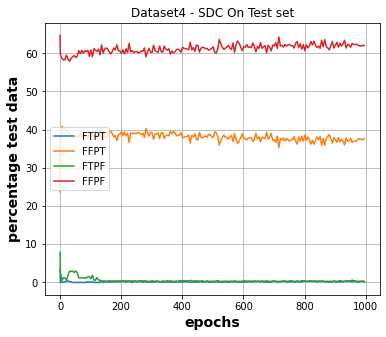 Dataset4 - SDC On Test set
percentage test data
60
50
40
30
20
10
0
FTPT
FFPT
FTPF
FFPF
0 200 400 600 800 1000
epochs